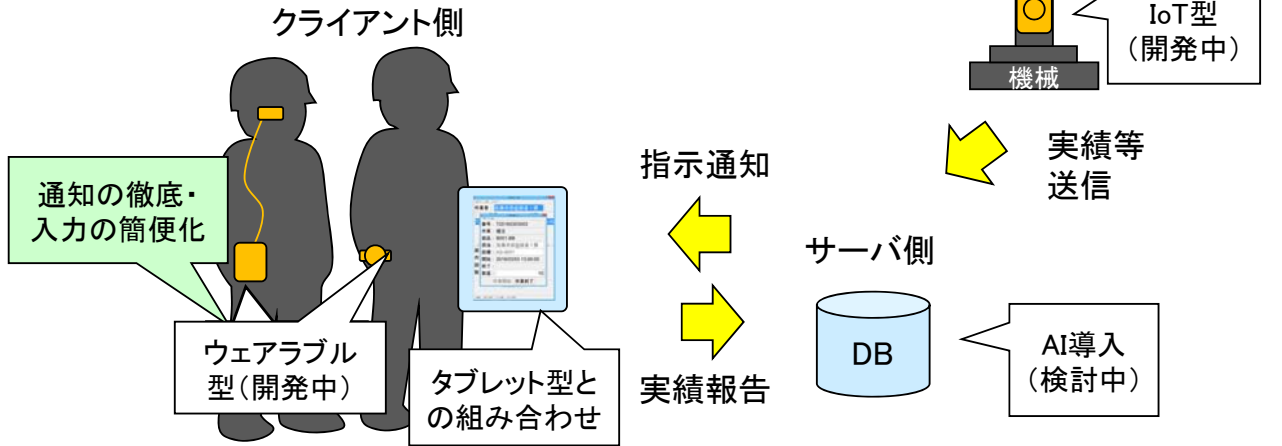 クライアント側
IoT型
（開発中）
機械
実績等
送信
通知の徹底・
入力の簡便化
指示通知
サーバ側
ウェアラブル
型（開発中）
タブレット型と
の組み合わせ
実績報告
DB
AI導入
（検討中）